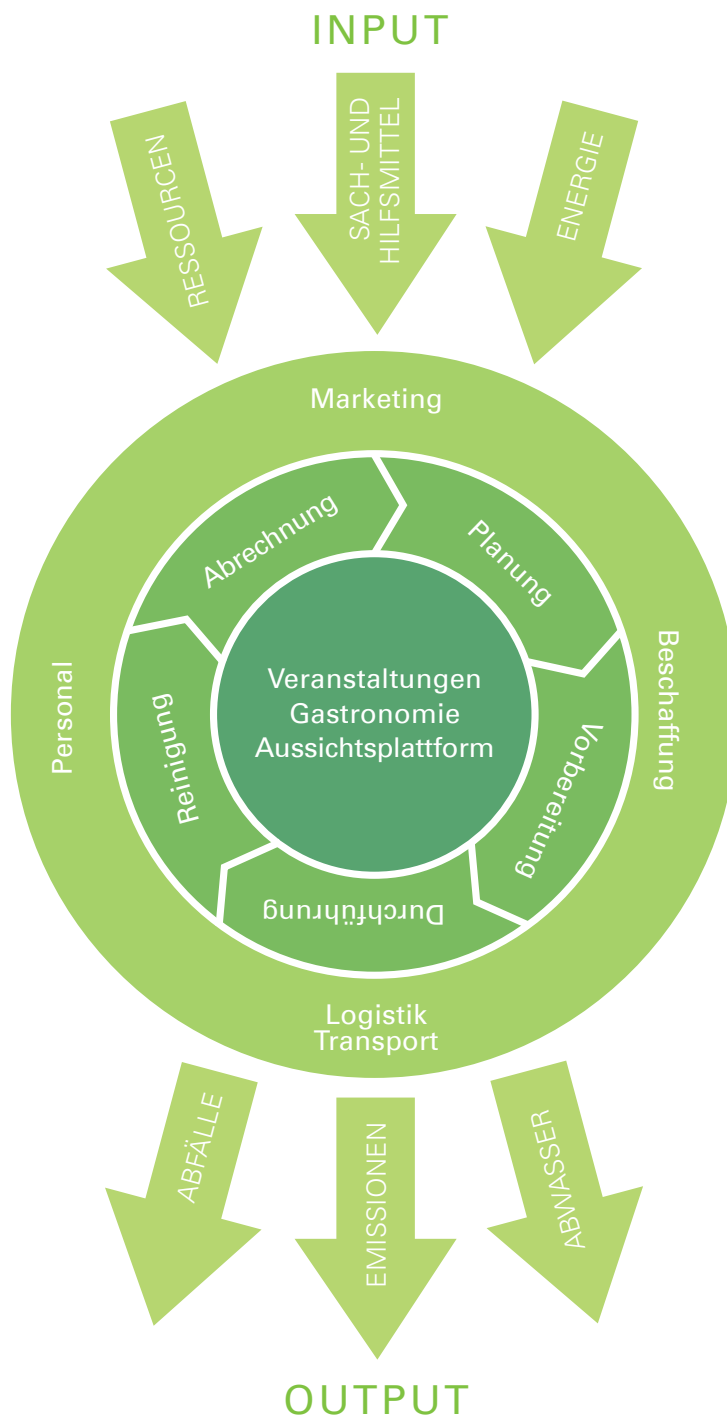 INPUT
RESSOURCEN
SACH- UND
HILFSMITTEL
ENERGIE
Marketing
Abrechnung
Planung
Personal
Beschaffung
Veranstaltungen
Gastronomie
Aussichtsplattform
Reinigung
Vorbereitung
Durchführung
Logistik
Transport
ABFÄLLE
EMISSIONEN
ABWASSER
OUTPUT